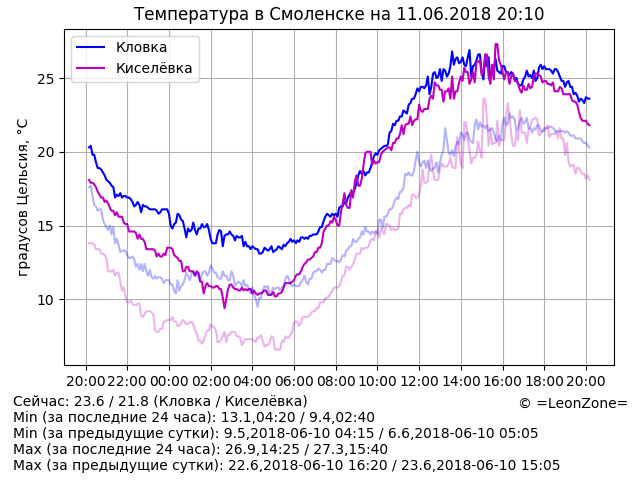 Температура в Смоленске на 11.06.2018 20:10
Кловка
Киселёвка
градусов Цельсия, °C
25
20
15
10
20:00 22:00 00:00 02:00 04:00 06:00 08:00 10:00 12:00 14:00 16:00 18:00 20:00
Сейчас: 23.6 / 21.8 (Кловка / Киселёвка)
© =LeonZone=
Min (за последние 24 часа): 13.1,04:20 / 9.4,02:40
Min (за предыдущие сутки): 9.5,2018-06-10 04:15 / 6.6,2018-06-10 05:05
Max (за последние 24 часа): 26.9,14:25 / 27.3,15:40
Max (за предыдущие сутки): 22.6,2018-06-10 16:20 / 23.6,2018-06-10 15:05